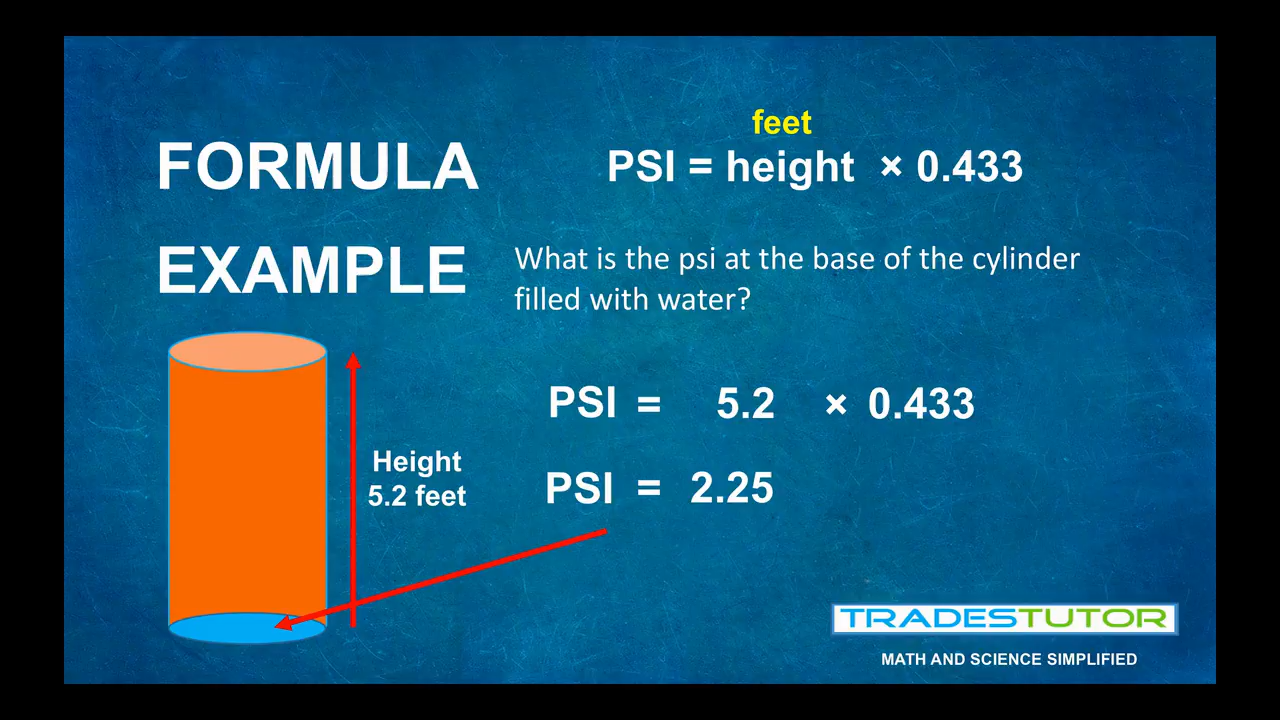 feet
FORMULA
PSI = height × 0.433
EXAMPLE
What is the psi at the base of the cylinder
filled with water?
PSI = 5.2 × 0.433
Height
5.2 feet
PSI = 2.25
TRADESTUTOR
MATH AND SCIENCE SIMPLIFIED